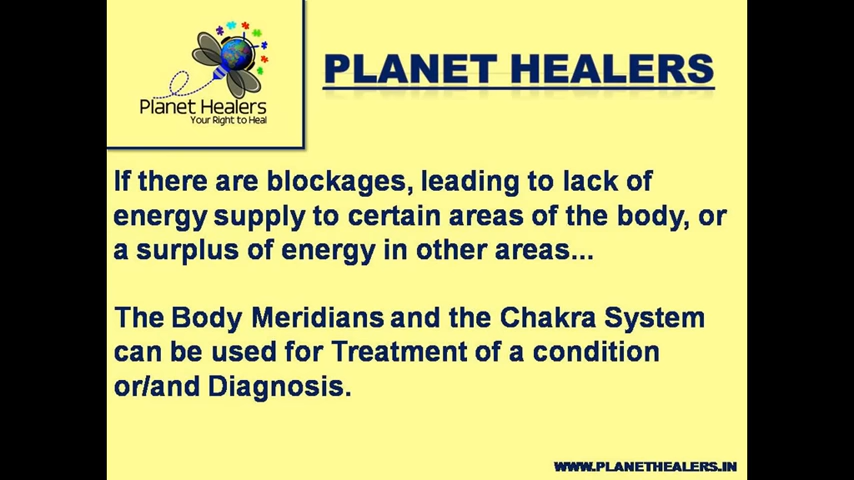 Planet Healers
Your Right to Heal
PLANET HEALERS
If there are blockages, leading to lack of
energy supply to certain areas of the body, or
a surplus of energy in other areas...
The Body Meridians and the Chakra System
can be used for Treatment of a condition
or/and Diagnosis.
WWW.PLANETHEALERS.IN